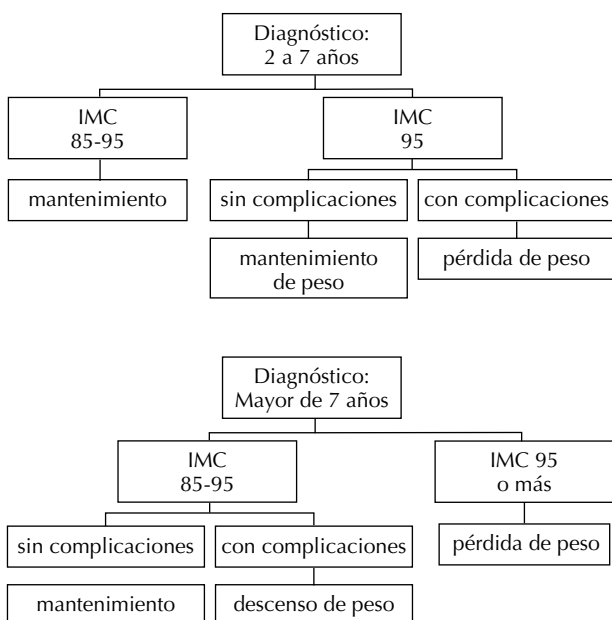 Diagnóstico:
2 a 7 años
IMC
85-95
IMC
95
mantenimiento
sin complicaciones
con complicaciones
mantenimiento
de peso
pérdida de peso
Diagnóstico:
Mayor de 7 años
IMC
85-95
IMC 95
o más
sin complicaciones
con complicaciones
pérdida de peso
mantenimiento
descenso de peso